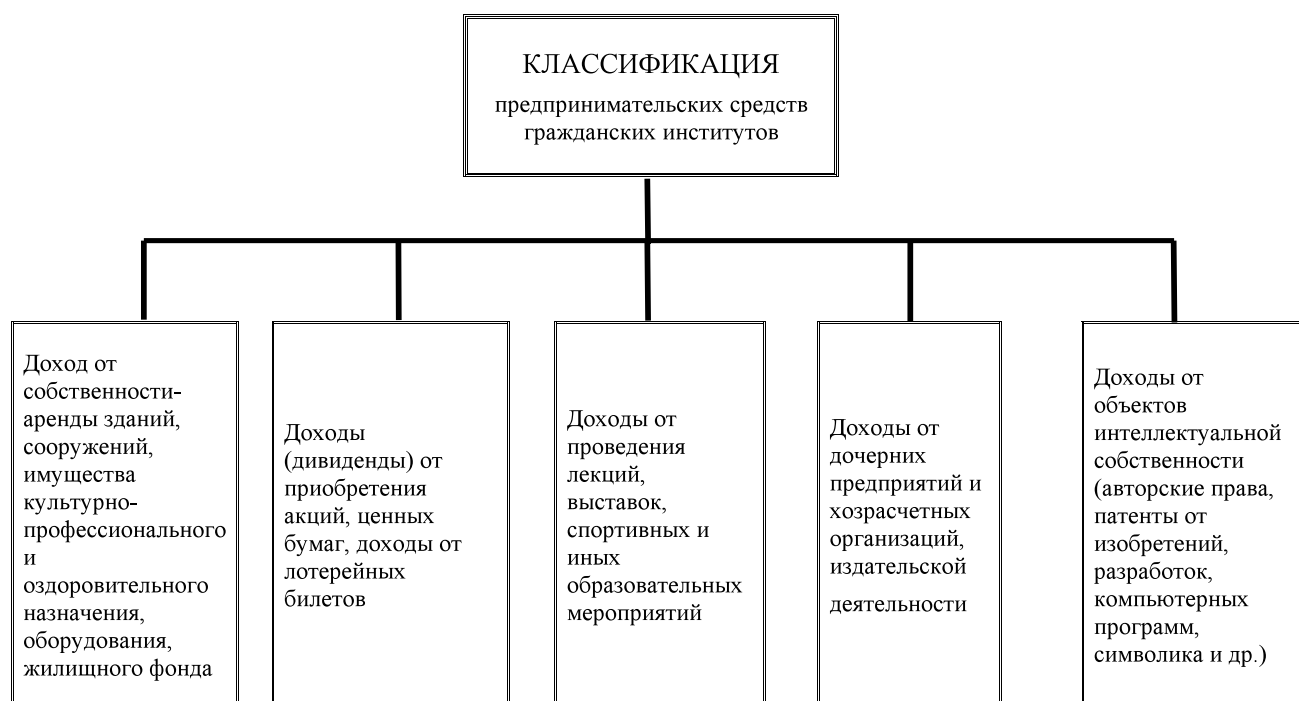 КЛАССИФИКАЦИЯ
предпринимательских средств
гражданских институтов
Доход от
собственности-
аренды зданий,
сооружений,
имущества
культурно-
профессионального
и
оздоровительного
назначения,
оборудования,
жилищного фонда
Доходы
(дивиденды) от
приобретения
акций, ценных
бумаг, доходы от
лотерейных
билетов
Доходы от
проведения
лекций,
выставок,
спортивных и
иных
образовательных
мероприятий
Доходы от
дочерних
предприятий и
хозрасчетных
организаций,
издательской
деятельности
Доходы от
объектов
интеллектуальной
собственности
(авторские права,
патенты от
изобретений,
разработок,
компьютерных
программ,
символика и др.)